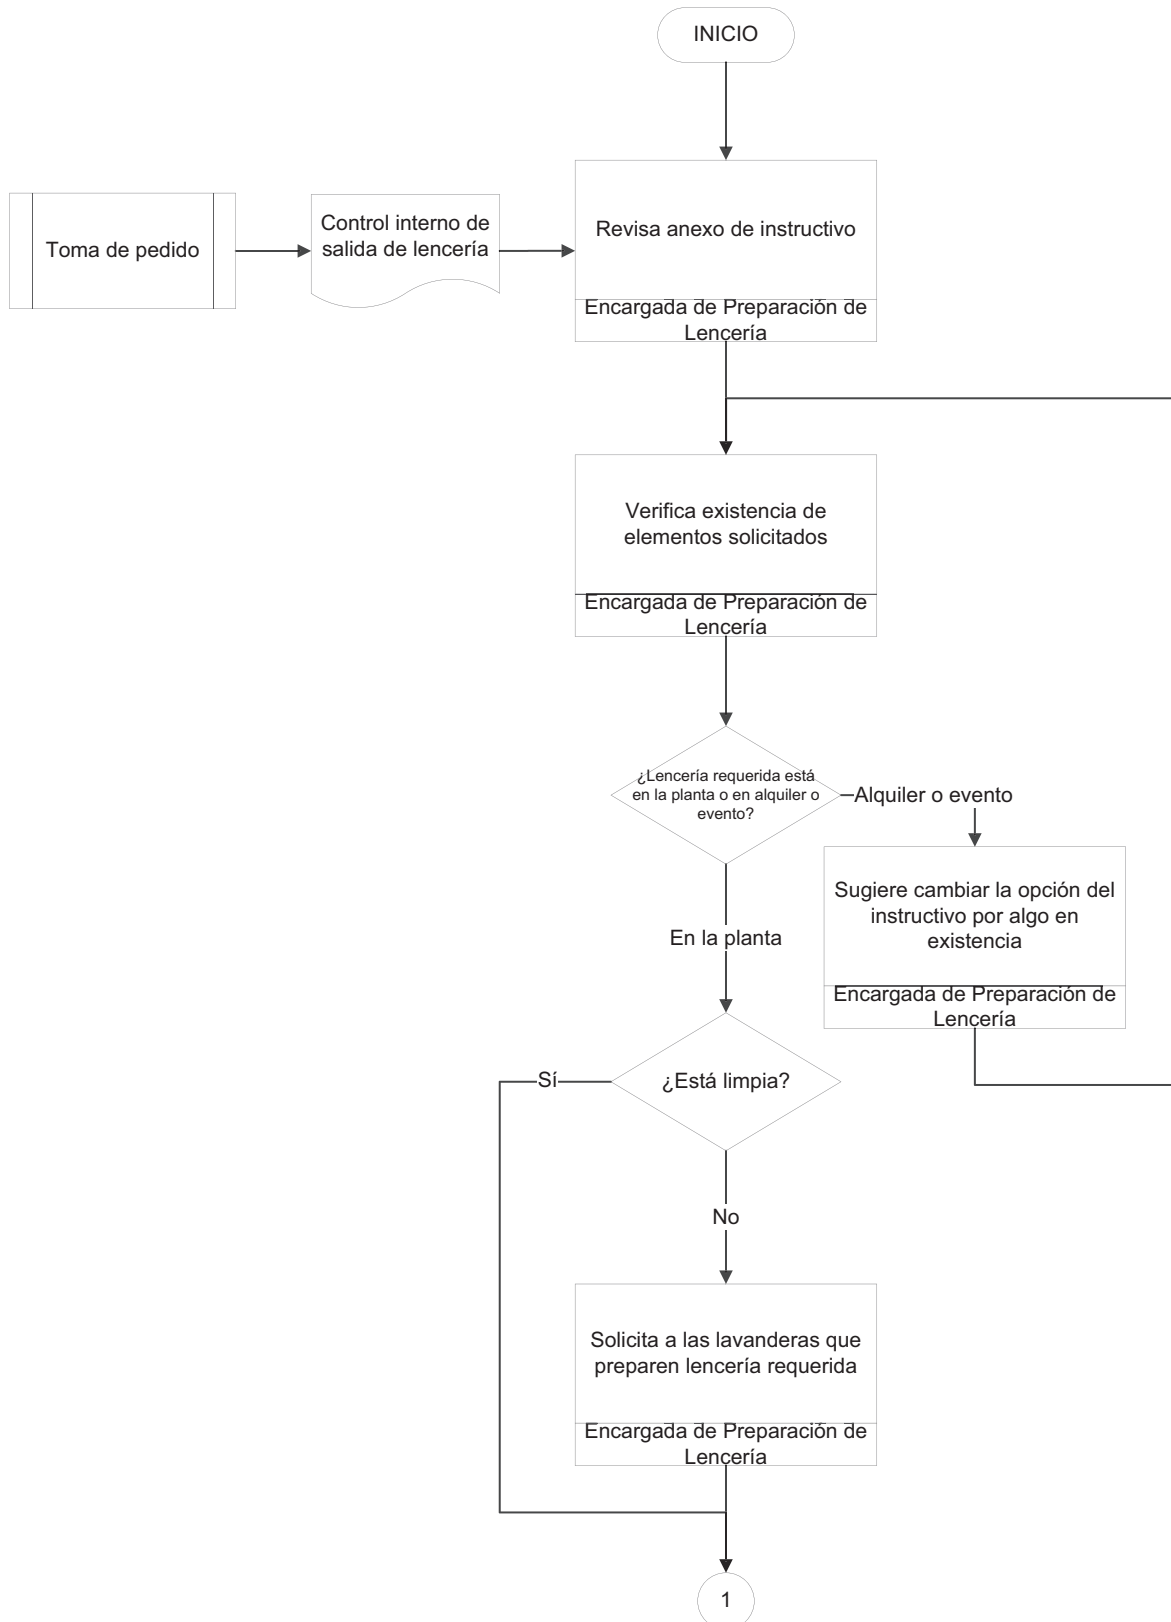 INICIO
Toma de pedido
Control interno de
salida de lencería
Revisa anexo de instructivo
Encargada de Preparación de
Lencería
Verifica existencia de
elementos solicitados
Encargada de Preparación de
Lencería
¿Lencería requerida está
en la planta o en alquiler o
evento?
Alquiler o evento
Sugiere cambiar la opción del
instructivo por algo en
existencia
Encargada de Preparación de
Lencería
En la planta
¿Está limpia?
Sí
No
Solicita a las lavanderas que
preparen lencería requerida
Encargada de Preparación de
Lencería
1